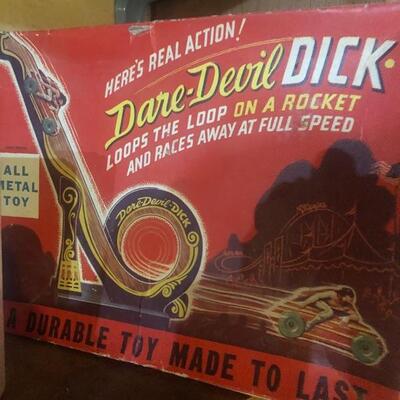 HERE'S REAL ACTION!
Dare-Devil DICK
LOOPS THE LOOP ON A ROCKET
AND RACES AWAY AT FULL SPEED
ALL
METAL
TOY
Dare-Devil-DICK
A DURABLE TOY MADE TO LAST